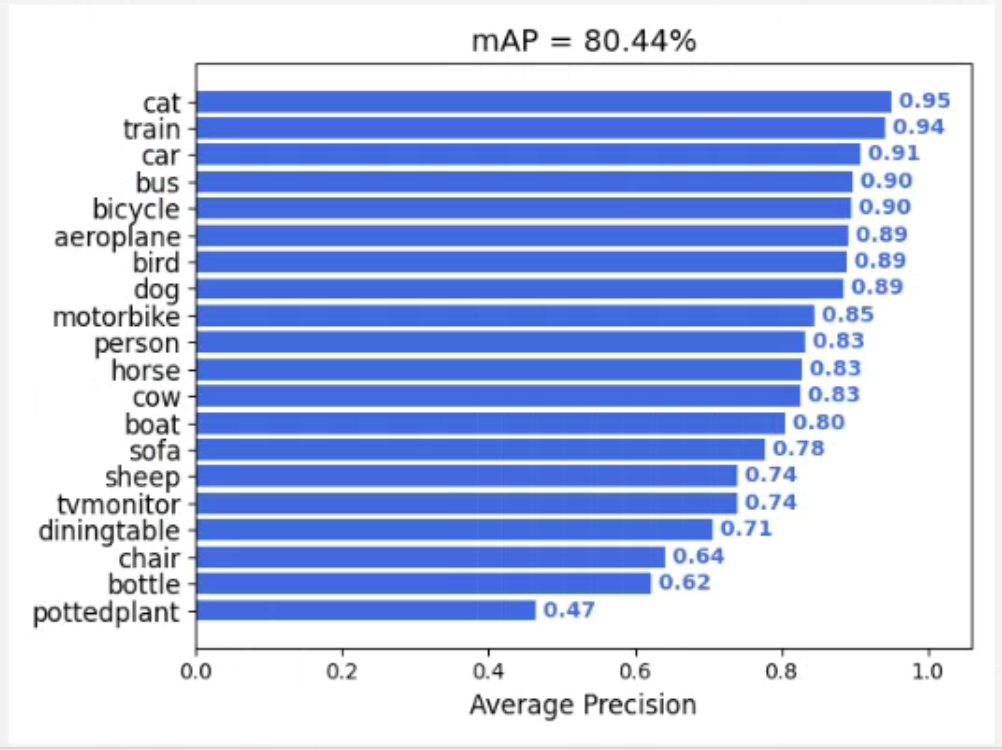 mAP = 80.44%
cat 0.95
train 0.94
car 0.91
bus 0.90
bicycle 0.90
aeroplane 0.89
bird 0.89
dog 0.89
motorbike 0.85
person 0.83
horse 0.83
cow 0.83
boat 0.80
sofa 0.78
sheep 0.74
tvmonitor 0.74
diningtable 0.71
chair 0.64
bottle 0.62
pottedplant 0.47
0.0 0.2 0.4 0.6 0.8 1.0
Average Precision